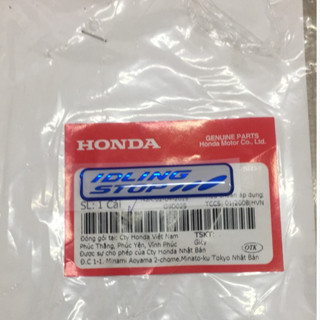 HONDA
GENUINE PARTS
Honda Motor Co., Ltd.
IDLING
STOP
áp dụng:
SL: 1 Cái
TCCS 01/2008/HVN
Đóng gói tại: Cty Honda Việt Nam
Phúc Thắng, Phúc Yên, Vĩnh Phúc
OTK
Được sự cho phép của Cty Honda Nhật Bản
Đ.C 1-1, Minami Aoyama 2-chome, Minato-ku Tokyo Nhật Bản